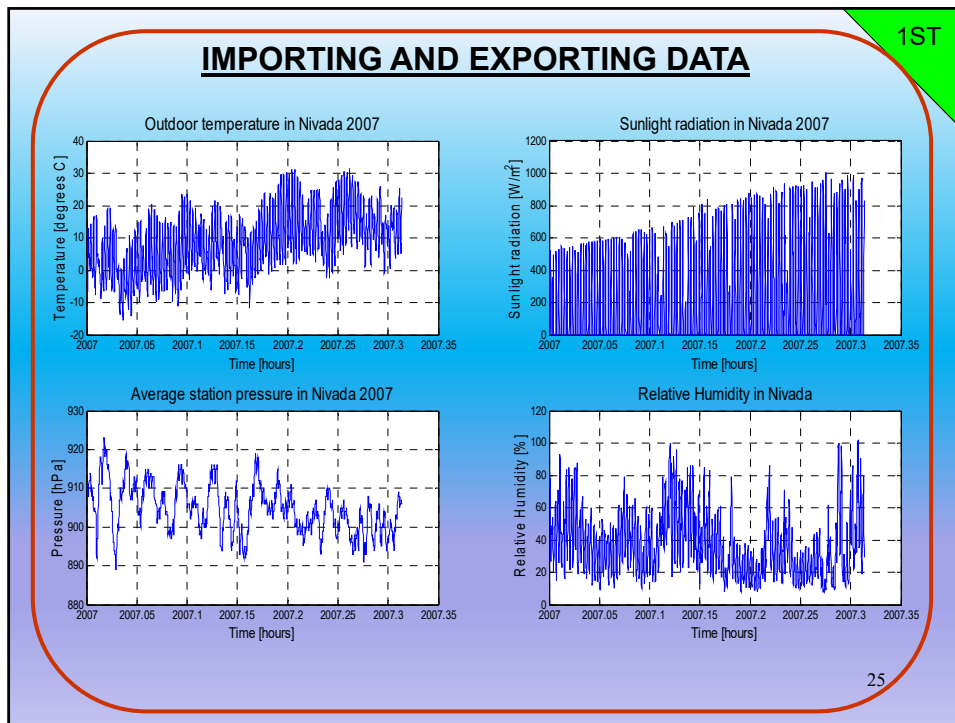 1ST
IMPORTING AND EXPORTING DATA
Outdoor temperature in Nivada 2007
Temperature [degrees C]
40
30
20
10
0
-10
-20
2007 2007.05 2007.1 2007.15 2007.2 2007.25 2007.3 2007.35
Time [hours]
Sunlight radiation in Nivada 2007
Sunlight radiation [W/m²]
1200
1000
800
600
400
200
0
2007 2007.05 2007.1 2007.15 2007.2 2007.25 2007.3 2007.35
Time [hours]
Average station pressure in Nivada 2007
Pressure [hPa]
930
920
910
900
890
880
2007 2007.05 2007.1 2007.15 2007.2 2007.25 2007.3 2007.35
Time [hours]
Relative Humidity in Nivada
Relative Humidity [%]
120
100
80
60
40
20
0
2007 2007.05 2007.1 2007.15 2007.2 2007.25 2007.3 2007.35
Time [hours]
25